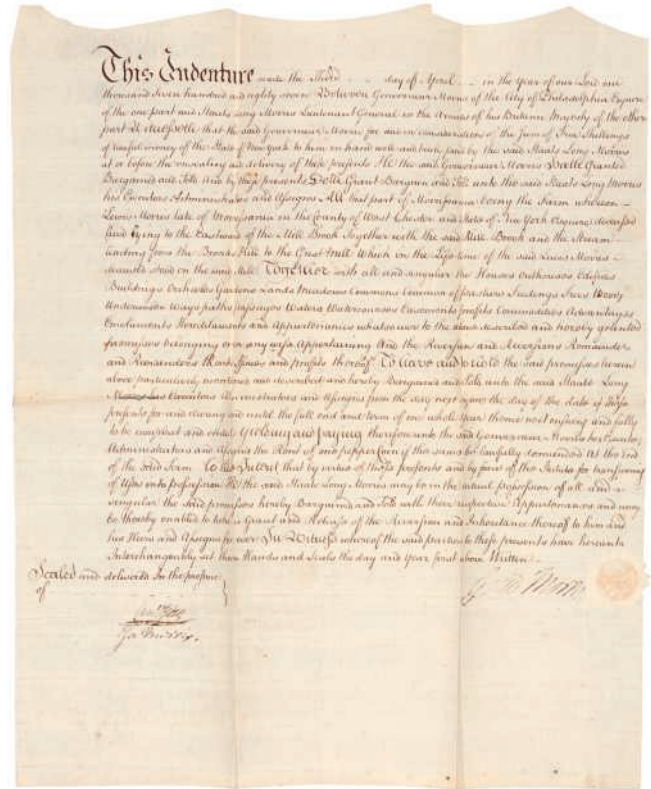 This Indenture made the Third day of April in the Year of our Lord one
thousand seven hundred and eighty seven Between Gouverneur Morris of the City of Philadelphia Esquire
of the one part and Staats Long Morris Lieutenant General in the Armies of his Britannic Majesty of the other
part Witnesseth that the said Gouverneur Morris for and in consideration of the sum of Five Shillings
of lawful money of the State of New York to him in hand well and truly paid by the said Staats Long Morris
at or before the ensealing and delivery of these presents He the said Gouverneur Morris Hath Granted
Bargained and Sold And by these presents Doth Grant Bargain and Sell unto the said Staats Long Morris
his Executors Administrators and Assigns All that part of Morrisania being the Farm whereon
Lewis Morris late of Morrisania in the County of West Chester and State of New York Esquire deceased
lived lying to the Eastward of the Mill Brook Together with the said Mill Brook and the Stream
leading from the Brook to the Grist Mill which in the Life time of the said Lewis Morris
deceased stood on the said Together with all and singular the Houses Outhouses Edifices
Buildings Orchards Gardens Lands Meadows Commons Common of pasture Feedings Trees Woods
Underwoods Ways paths passages Waters Watercourses Easements profits Commodities Advantages
Emoluments Hereditaments and Appurtenances whatsoever to the same described and hereby granted
premises belonging or in any wise Appertaining And the Reversion and Reversions Remainder
and Remainders Rents Issues and profits thereof To have and to hold the said premises herein
above particularly mentioned and described and hereby Bargained and Sold unto the said Staats Long
Morris his Executors Administrators and Assigns from the day next before the day of the date of these
presents for and during and until the full end and term of one whole Year thence next ensuing and fully
to be compleat and ended Yielding and paying therefor unto the said Gouverneur Morris his Executors
Administrators and Assigns the Rent of one peppercorn if the same be lawfully demanded at the End
of the said Term To the Intent that by virtue of these presents and by force of the Statute for transferring
of Uses into possession He the said Staats Long Morris may be in the actual possession of all and
singular the said premises hereby Bargained and Sold with their respective Appurtenances and may
be thereby enabled to take a Grant and Release of the Reversion and Inheritance thereof to him and
his Heirs and Assigns for ever In Witness whereof the said parties to these presents have hereunto
Interchangeably set their Hands and Seals the day and Year first above Written
Sealed and delivered In the presence
of
Morris